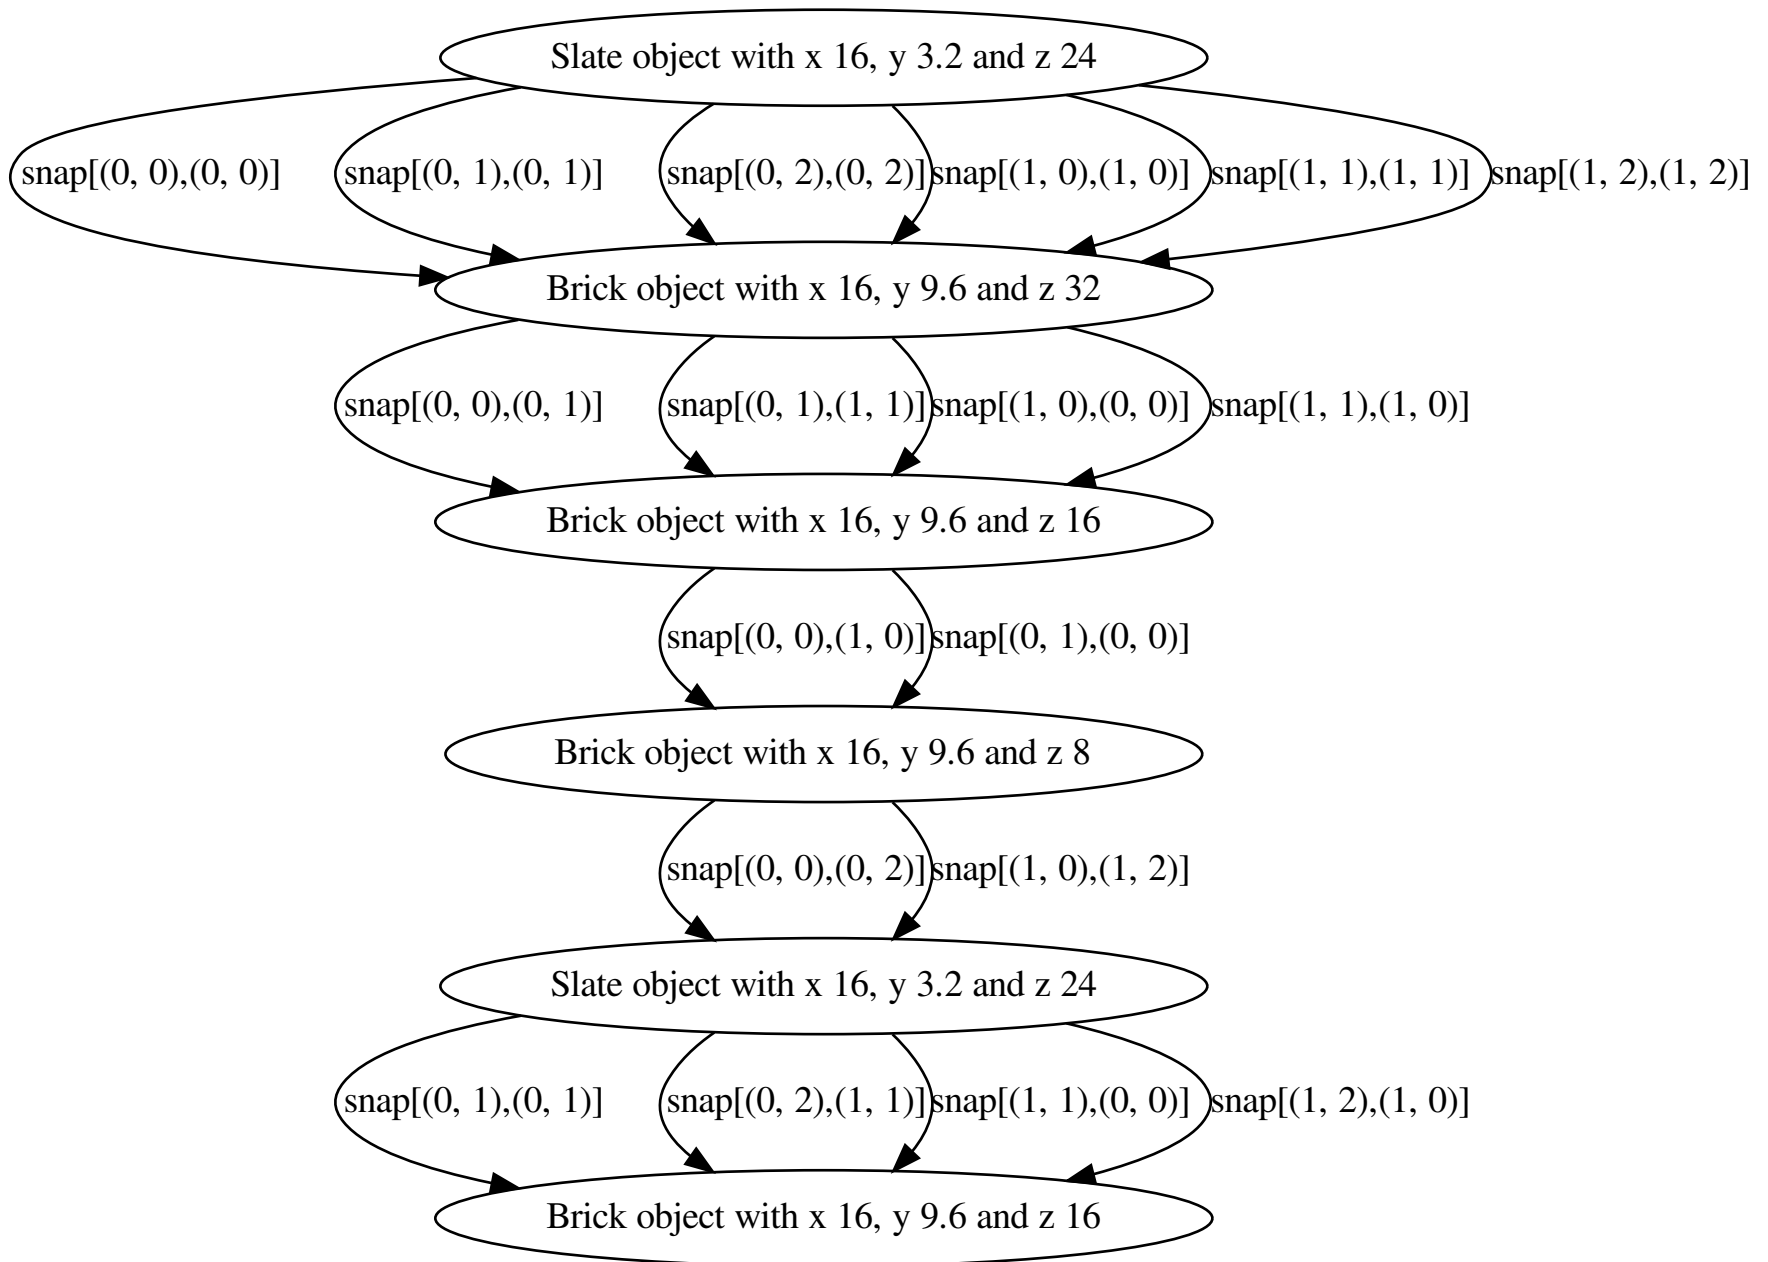 Slate object with x 16, y 3.2 and z 24
snap[(0, 0),(0, 0)] snap[(0, 1),(0, 1)] snap[(0, 2),(0, 2)] snap[(1, 0),(1, 0)] snap[(1, 1),(1, 1)] snap[(1, 2),(1, 2)]
Brick object with x 16, y 9.6 and z 32
snap[(0, 0),(0, 1)] snap[(0, 1),(1, 1)] snap[(1, 0),(0, 0)] snap[(1, 1),(1, 0)]
Brick object with x 16, y 9.6 and z 16
snap[(0, 0),(1, 0)] snap[(0, 1),(0, 0)]
Brick object with x 16, y 9.6 and z 8
snap[(0, 0),(0, 2)] snap[(1, 0),(1, 2)]
Slate object with x 16, y 3.2 and z 24
snap[(0, 1),(0, 1)] snap[(0, 2),(1, 1)] snap[(1, 1),(0, 0)] snap[(1, 2),(1, 0)]
Brick object with x 16, y 9.6 and z 16